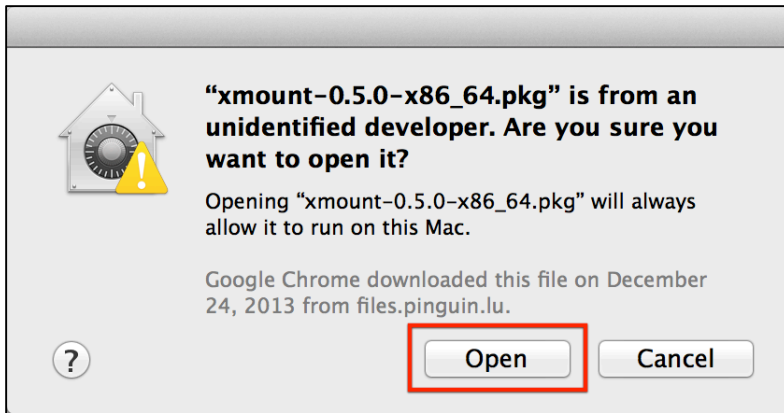 “xmount-0.5.0-x86_64.pkg” is from an
unidentified developer. Are you sure you
want to open it?
Opening “xmount-0.5.0-x86_64.pkg” will always
allow it to run on this Mac.
Google Chrome downloaded this file on December
24, 2013 from files.pinguin.lu.
?
Open
Cancel